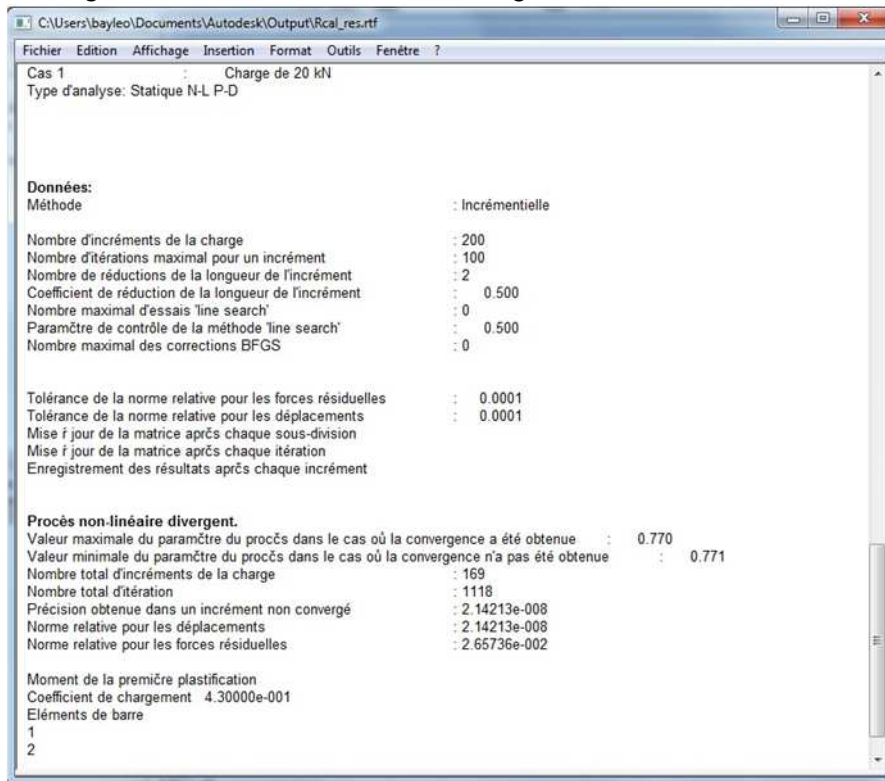 C:\Users\bayleo\Documents\Autodesk\Output\Rcal_res.rtf
Fichier Edition Affichage Insertion Format Outils Fenêtre ?
Cas 1 : Charge de 20 kN
Type d'analyse: Statique N-L P-D
Données:
Méthode : Incrémentielle
Nombre d'incréments de la charge : 200
Nombre d'itérations maximal pour un incrément : 100
Nombre de réductions de la longueur de l'incrément : 2
Coefficient de réduction de la longueur de l'incrément : 0.500
Nombre maximal d'essais 'line search' : 0
Paramčtre de contrôle de la méthode 'line search' : 0.500
Nombre maximal des corrections BFGS : 0
Tolérance de la norme relative pour les forces résiduelles : 0.0001
Tolérance de la norme relative pour les déplacements : 0.0001
Mise ŕ jour de la matrice aprčs chaque sous-division
Mise ŕ jour de la matrice aprčs chaque itération
Enregistrement des résultats aprčs chaque incrément
Procès non-linéaire divergent.
Valeur maximale du paramčtre du procčs dans le cas où la convergence a été obtenue : 0.770
Valeur minimale du paramčtre du procčs dans le cas où la convergence n'a pas été obtenue : 0.771
Nombre total d'incréments de la charge : 169
Nombre total d'itération : 1118
Précision obtenue dans un incrément non convergé : 2.14213e-008
Norme relative pour les déplacements : 2.14213e-008
Norme relative pour les forces résiduelles : 2.65736e-002
Moment de la premičre plastification
Coefficient de chargement 4.30000e-001
Eléments de barre
1
2